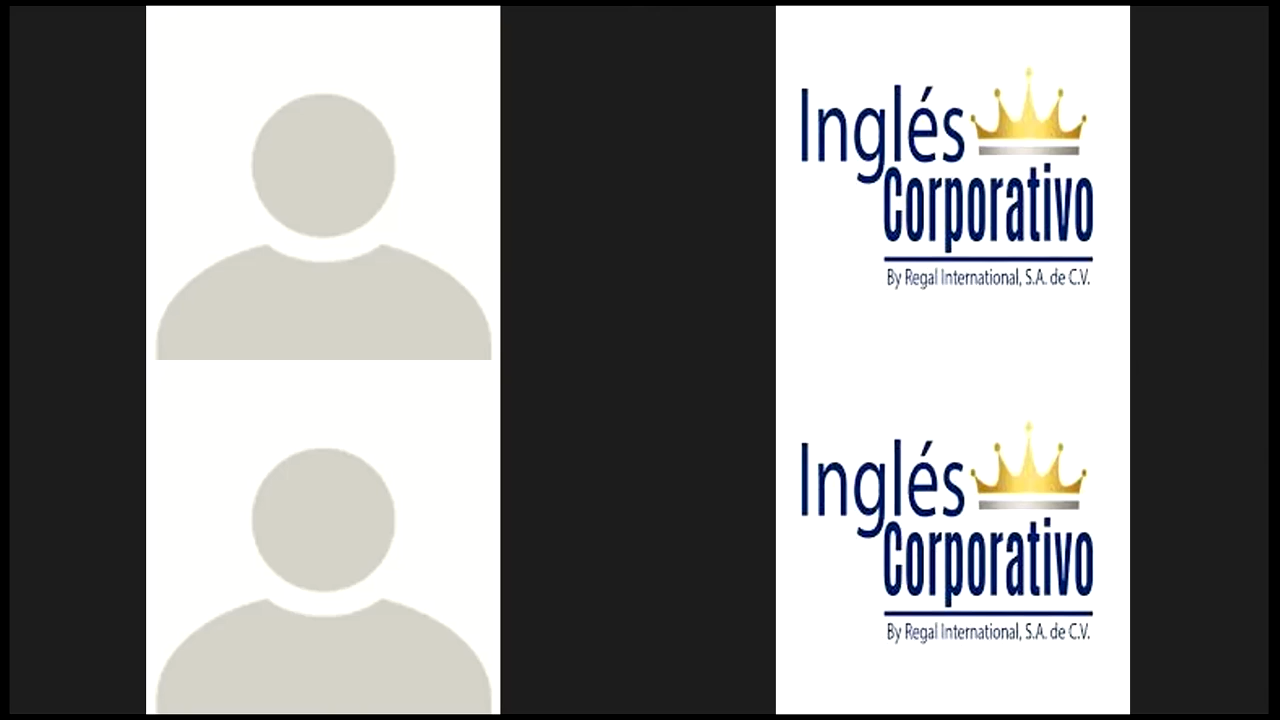 Inglés
Corporativo
By Regal International, S.A. de C.V.
Inglés
Corporativo
By Regal International, S.A. de C.V.